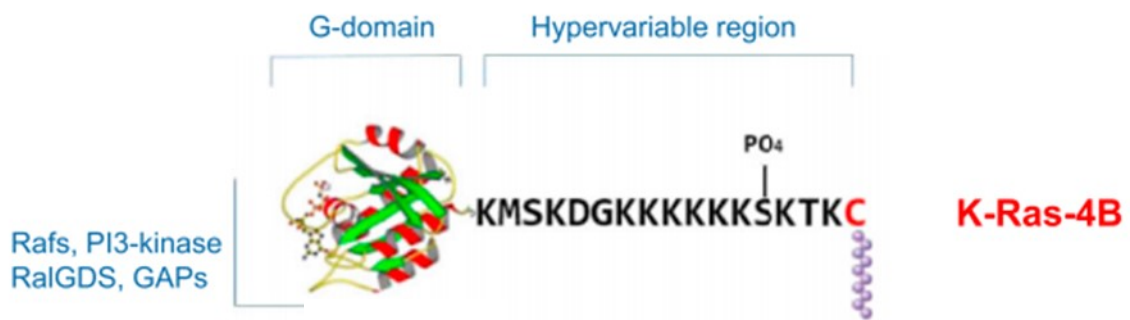 G-domain Hypervariable region
PO₄
KMSKDGKKKKKKSKTKC K-Ras-4B
Rafs, PI3-kinase
RalGDS, GAPs